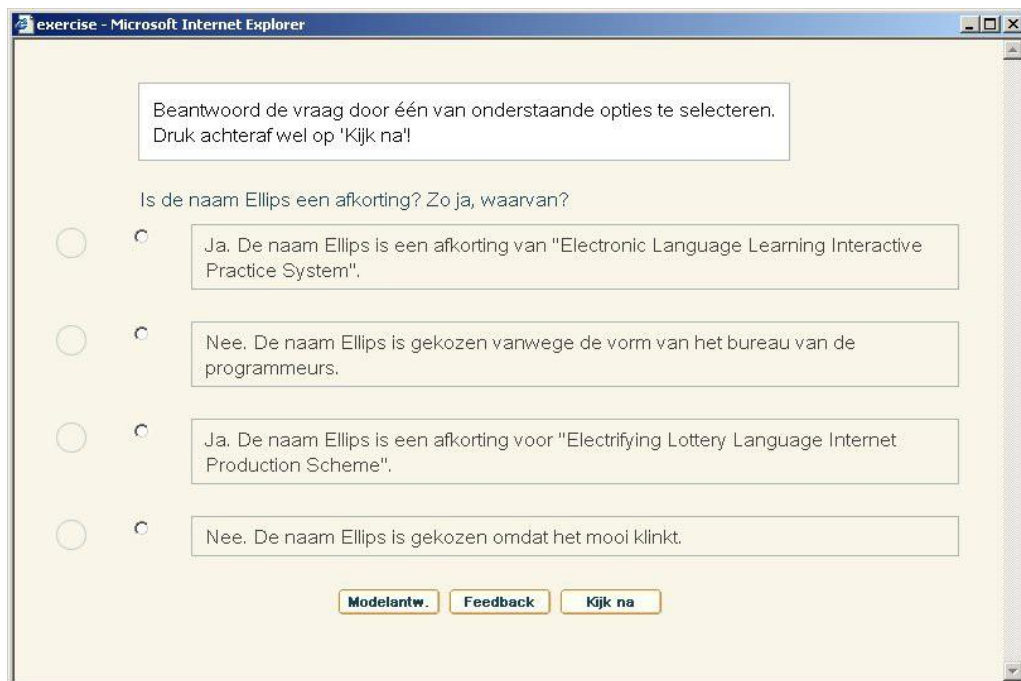 exercise - Microsoft Internet Explorer
Beantwoord de vraag door één van onderstaande opties te selecteren.
Druk achteraf wel op 'Kijk na'!
Is de naam Ellips een afkorting? Zo ja, waarvan?
Ja. De naam Ellips is een afkorting van "Electronic Language Learning Interactive
Practice System".
Nee. De naam Ellips is gekozen vanwege de vorm van het bureau van de
programmeurs.
Ja. De naam Ellips is een afkorting voor "Electrifying Lottery Language Internet
Production Scheme".
Nee. De naam Ellips is gekozen omdat het mooi klinkt.
Modelantw. Feedback Kijk na